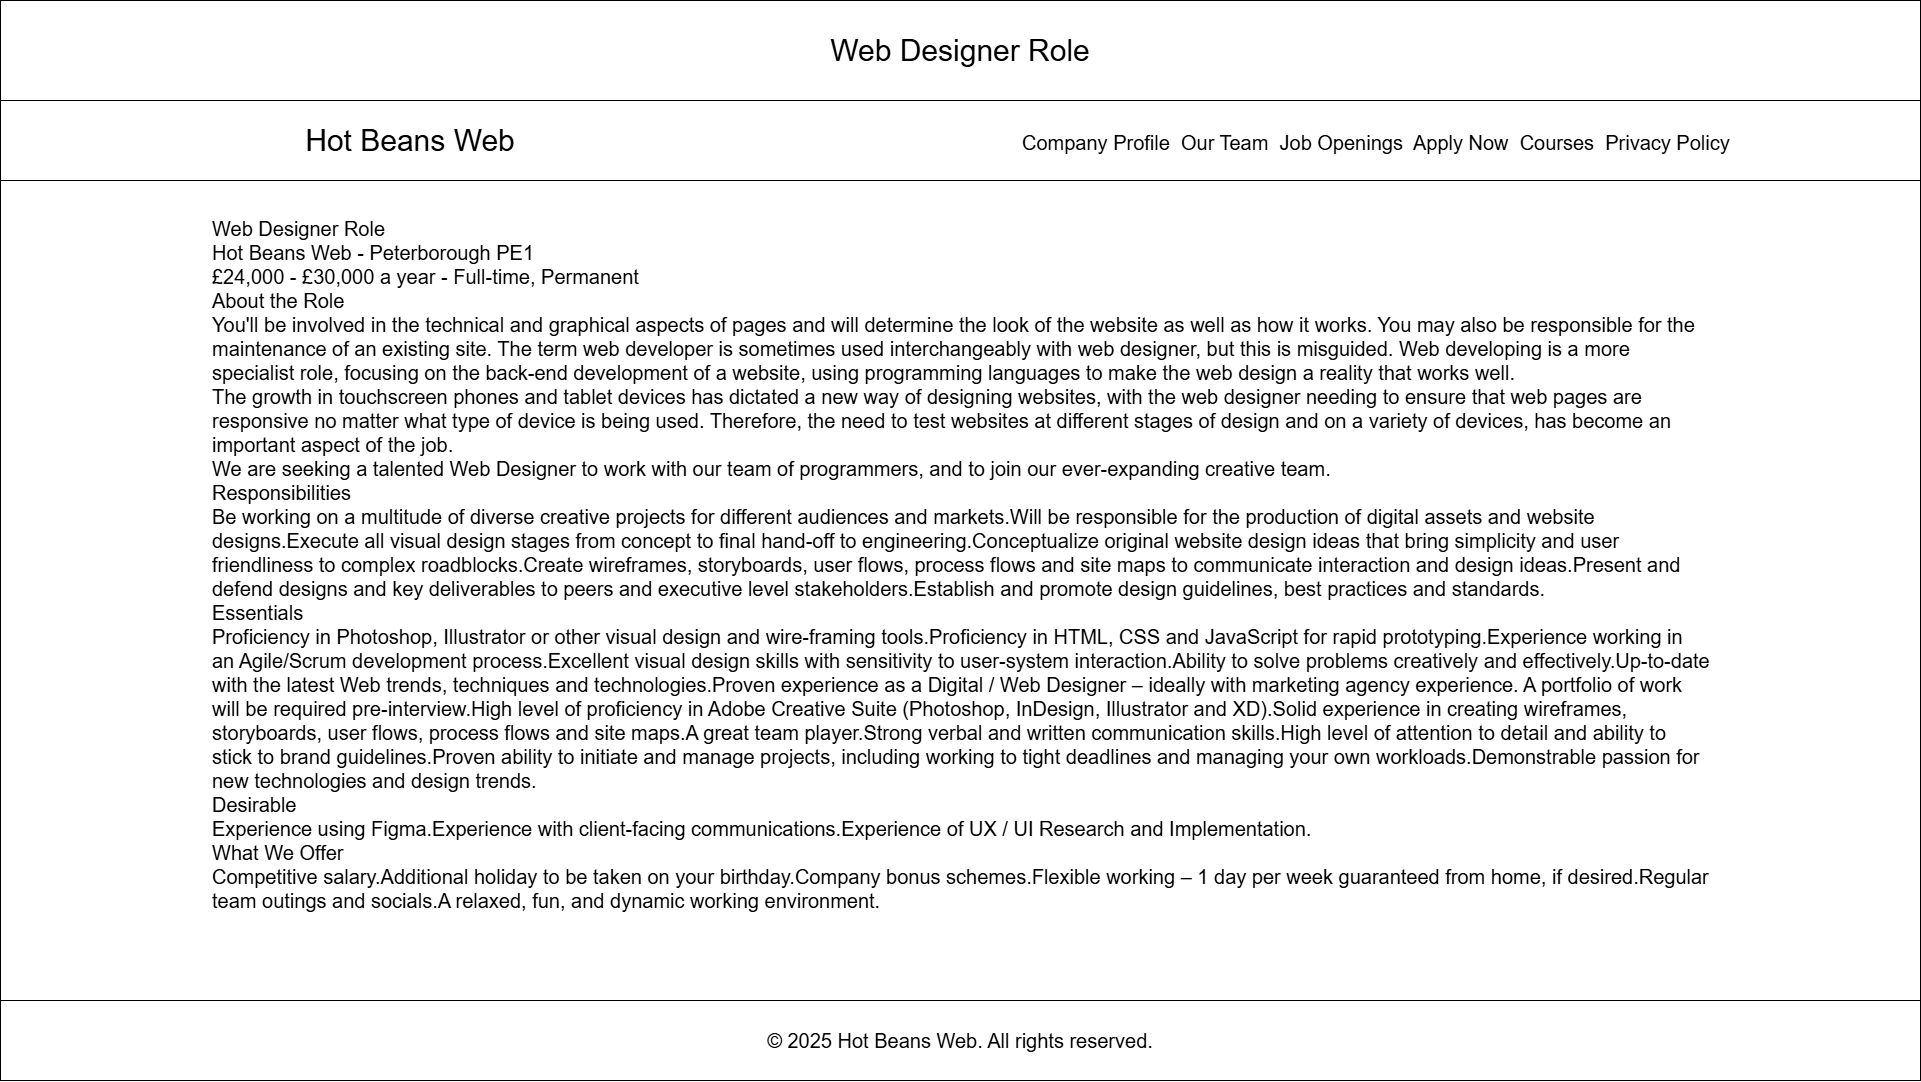 Web Designer Role
Hot Beans Web
Company Profile Our Team Job Openings Apply Now Courses Privacy Policy
Web Designer Role
Hot Beans Web - Peterborough PE1
£24,000 - £30,000 a year - Full-time, Permanent
About the Role
You'll be involved in the technical and graphical aspects of pages and will determine the look of the website as well as how it works. You may also be responsible for the
maintenance of an existing site. The term web developer is sometimes used interchangeably with web designer, but this is misguided. Web developing is a more
specialist role, focusing on the back-end development of a website, using programming languages to make the web design a reality that works well.
The growth in touchscreen phones and tablet devices has dictated a new way of designing websites, with the web designer needing to ensure that web pages are
responsive no matter what type of device is being used. Therefore, the need to test websites at different stages of design and on a variety of devices, has become an
important aspect of the job.
We are seeking a talented Web Designer to work with our team of programmers, and to join our ever-expanding creative team.
Responsibilities
Be working on a multitude of diverse creative projects for different audiences and markets.Will be responsible for the production of digital assets and website
designs.Execute all visual design stages from concept to final hand-off to engineering.Conceptualize original website design ideas that bring simplicity and user
friendliness to complex roadblocks.Create wireframes, storyboards, user flows, process flows and site maps to communicate interaction and design ideas.Present and
defend designs and key deliverables to peers and executive level stakeholders.Establish and promote design guidelines, best practices and standards.
Essentials
Proficiency in Photoshop, Illustrator or other visual design and wire-framing tools.Proficiency in HTML, CSS and JavaScript for rapid prototyping.Experience working in
an Agile/Scrum development process.Excellent visual design skills with sensitivity to user-system interaction.Ability to solve problems creatively and effectively.Up-to-date
with the latest Web trends, techniques and technologies.Proven experience as a Digital / Web Designer – ideally with marketing agency experience. A portfolio of work
will be required pre-interview.High level of proficiency in Adobe Creative Suite (Photoshop, InDesign, Illustrator and XD).Solid experience in creating wireframes,
storyboards, user flows, process flows and site maps.A great team player.Strong verbal and written communication skills.High level of attention to detail and ability to
stick to brand guidelines.Proven ability to initiate and manage projects, including working to tight deadlines and managing your own workloads.Demonstrable passion for
new technologies and design trends.
Desirable
Experience using Figma.Experience with client-facing communications.Experience of UX / UI Research and Implementation.
What We Offer
Competitive salary.Additional holiday to be taken on your birthday.Company bonus schemes.Flexible working – 1 day per week guaranteed from home, if desired.Regular
team outings and socials.A relaxed, fun, and dynamic working environment.
© 2025 Hot Beans Web. All rights reserved.